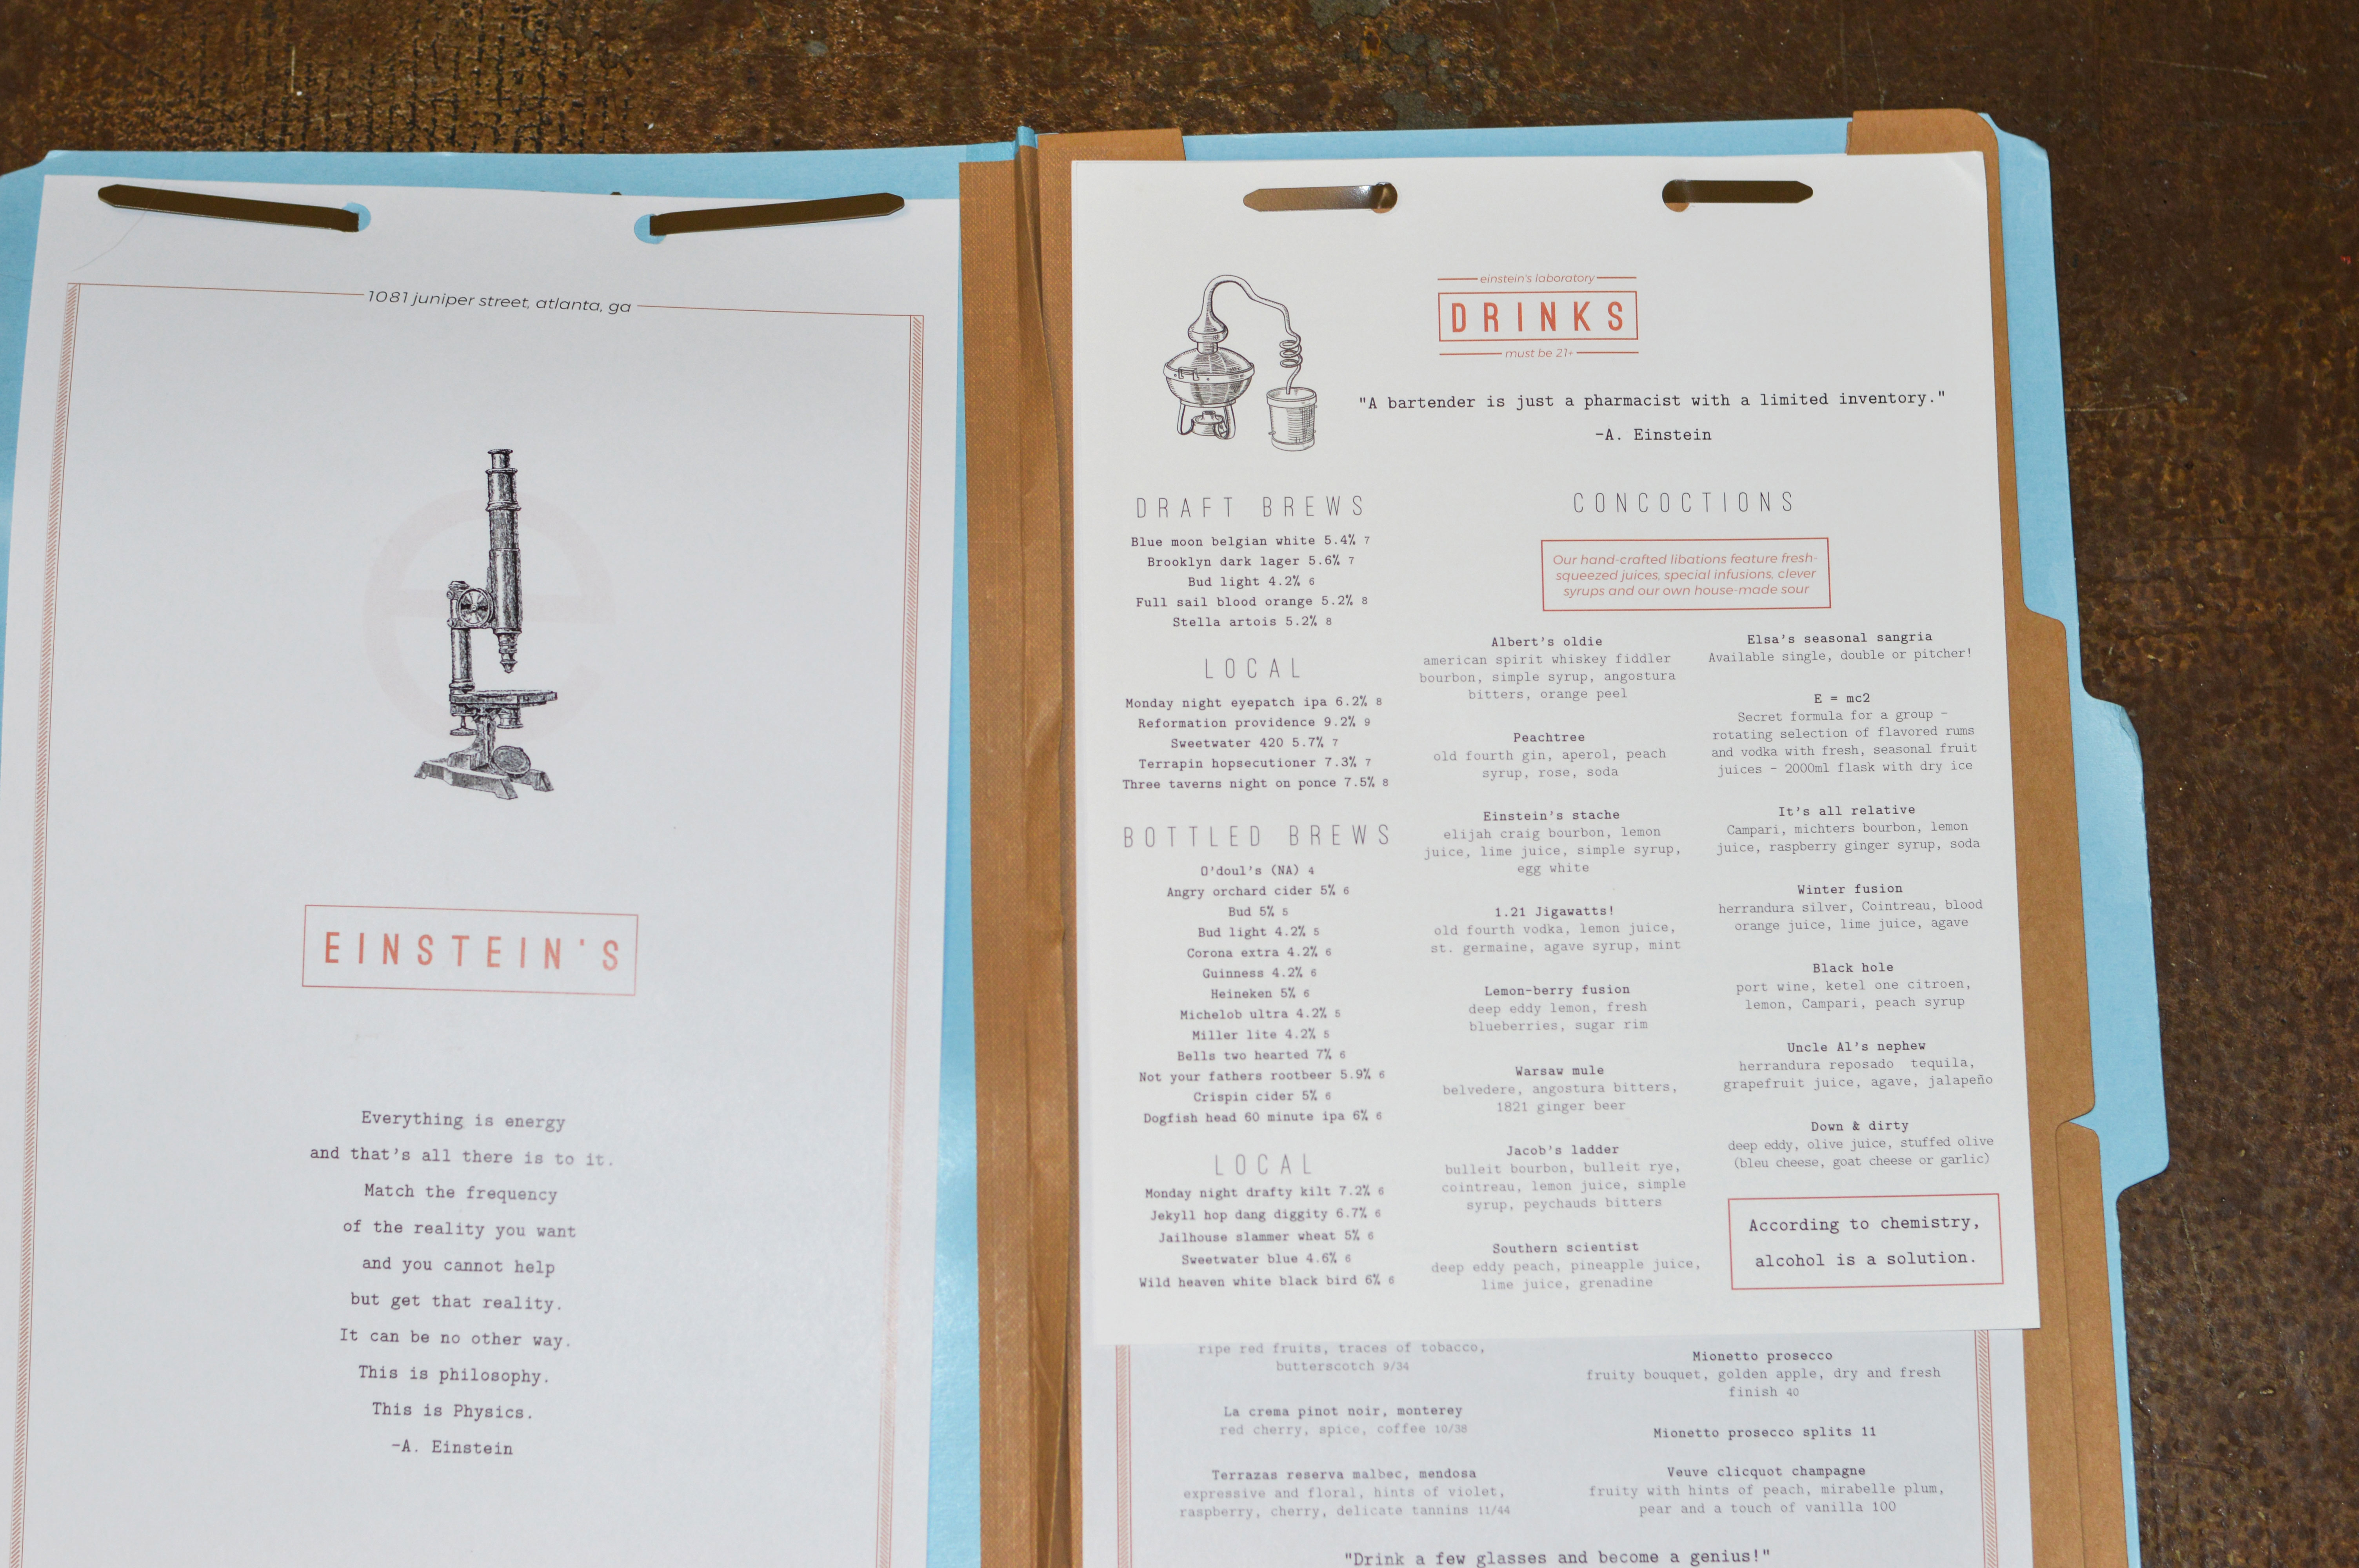 1081 juniper street, atlanta, ga
e
EINSTEIN'S
Everything is energy
and that's all there is to it.
Match the frequency
of the reality you want
and you cannot help
but get that reality.
It can be no other way.
This is philosophy.
This is Physics.
-A. Einstein
einstein's laboratory
DRINKS
must be 21+
"A bartender is just a pharmacist with a limited inventory."
-A. Einstein
DRAFT BREWS
Blue moon belgian white 5.4% 7
Brooklyn dark lager 5.6% 7
Bud light 4.2% 6
Full sail blood orange 5.2% 8
Stella artois 5.2% 8
LOCAL
Monday night eyepatch ipa 6.2% 8
Reformation providence 9.2% 9
Sweetwater 420 5.7% 7
Terrapin hopsecutioner 7.3% 7
Three taverns night on ponce 7.5% 8
BOTTLED BREWS
O'doul's (NA) 4
Angry orchard cider 5% 6
Bud 5% 5
Bud light 4.2% 5
Corona extra 4.2% 6
Guinness 4.2% 6
Heineken 5% 6
Michelob ultra 4.2% 5
Miller lite 4.2% 5
Bells two hearted 7% 6
Not your fathers rootbeer 5.9% 6
Crispin cider 5% 6
Dogfish head 60 minute ipa 6% 6
LOCAL
Monday night drafty kilt 7.2% 6
Jekyll hop dang diggity 6.7% 6
Jailhouse slammer wheat 5% 6
Sweetwater blue 4.6% 6
Wild heaven white black bird 6% 6
CONCOCTIONS
Our hand-crafted libations feature fresh-
squeezed juices, special infusions, clever
syrups and our own house-made sour
Albert's oldie
american spirit whiskey fiddler
bourbon, simple syrup, angostura
bitters, orange peel
Peachtree
old fourth gin, aperol, peach
syrup, rose, soda
Einstein's stache
elijah craig bourbon, lemon
juice, lime juice, simple syrup,
egg white
1.21 Jigawatts!
old fourth vodka, lemon juice,
st. germaine, agave syrup, mint
Lemon-berry fusion
deep eddy lemon, fresh
blueberries, sugar rim
Warsaw mule
belvedere, angostura bitters,
1821 ginger beer
Jacob's ladder
bulleit bourbon, bulleit rye,
cointreau, lemon juice, simple
syrup, peychauds bitters
Southern scientist
deep eddy peach, pineapple juice,
lime juice, grenadine
Elsa's seasonal sangria
Available single, double or pitcher!
E = mc2
Secret formula for a group -
rotating selection of flavored rums
and vodka with fresh, seasonal fruit
juices - 2000ml flask with dry ice
It's all relative
Campari, michters bourbon, lemon
juice, raspberry ginger syrup, soda
Winter fusion
herrandura silver, Cointreau, blood
orange juice, lime juice, agave
Black hole
port wine, ketel one citroen,
lemon, Campari, peach syrup
Uncle Al's nephew
herrandura reposado tequila,
grapefruit juice, agave, jalapeño
Down & dirty
deep eddy, olive juice, stuffed olive
(bleu cheese, goat cheese or garlic)
According to chemistry,
alcohol is a solution.
ripe red fruits, traces of tobacco,
butterscotch 9/34
La crema pinot noir, monterey
red cherry, spice, coffee 10/38
Terrazas reserva malbec, mendosa
expressive and floral, hints of violet,
raspberry, cherry, delicate tannins 11/44
Mionetto prosecco
fruity bouquet, golden apple, dry and fresh
finish 40
Mionetto prosecco splits 11
Veuve clicquot champagne
fruity with hints of peach, mirabelle plum,
pear and a touch of vanilla 100
"Drink a few glasses and become a genius!"